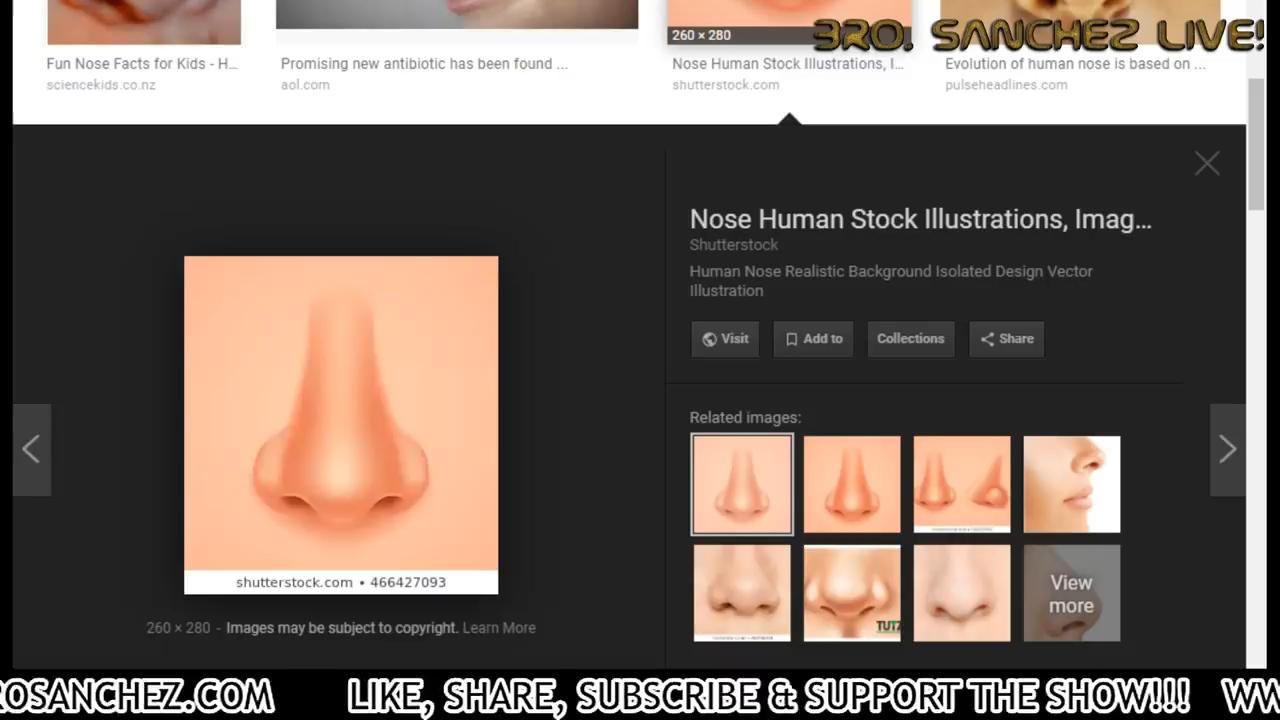 3RO. SANCHEZ LIVE!
260 × 280
Fun Nose Facts for Kids - H...
Promising new antibiotic has been found ...
Nose Human Stock Illustrations, I...
Evolution of human nose is based on ...
sciencekids.co.nz
aol.com
shutterstock.com
pulseheadlines.com
Nose Human Stock Illustrations, Imag...
Shutterstock
Human Nose Realistic Background Isolated Design Vector
Illustration
Visit
Add to
Collections
Share
Related images:
View
more
shutterstock.com • 466427093
260 × 280 - Images may be subject to copyright. Learn More
ROSANCHEZ.COM LIKE, SHARE, SUBSCRIBE & SUPPORT THE SHOW!!! WW